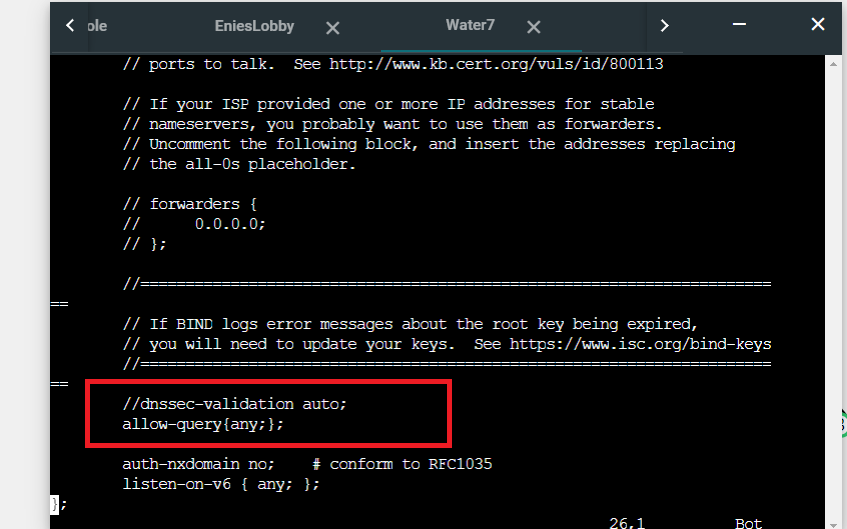 ole EniesLobby Water7
// ports to talk.  See http://www.kb.cert.org/vuls/id/800113
// If your ISP provided one or more IP addresses for stable
// nameservers, you probably want to use them as forwarders.
// Uncomment the following block, and insert the addresses replacing
// the all-0s placeholder.
// forwarders {
//      0.0.0.0;
// };
//======================================================================
==
// If BIND logs error messages about the root key being expired,
// you will need to update your keys.  See https://www.isc.org/bind-keys
//======================================================================
==
//dnssec-validation auto;
allow-query{any;};
auth-nxdomain no;    # conform to RFC1035
listen-on-v6 { any; };
};
26,1 Bot